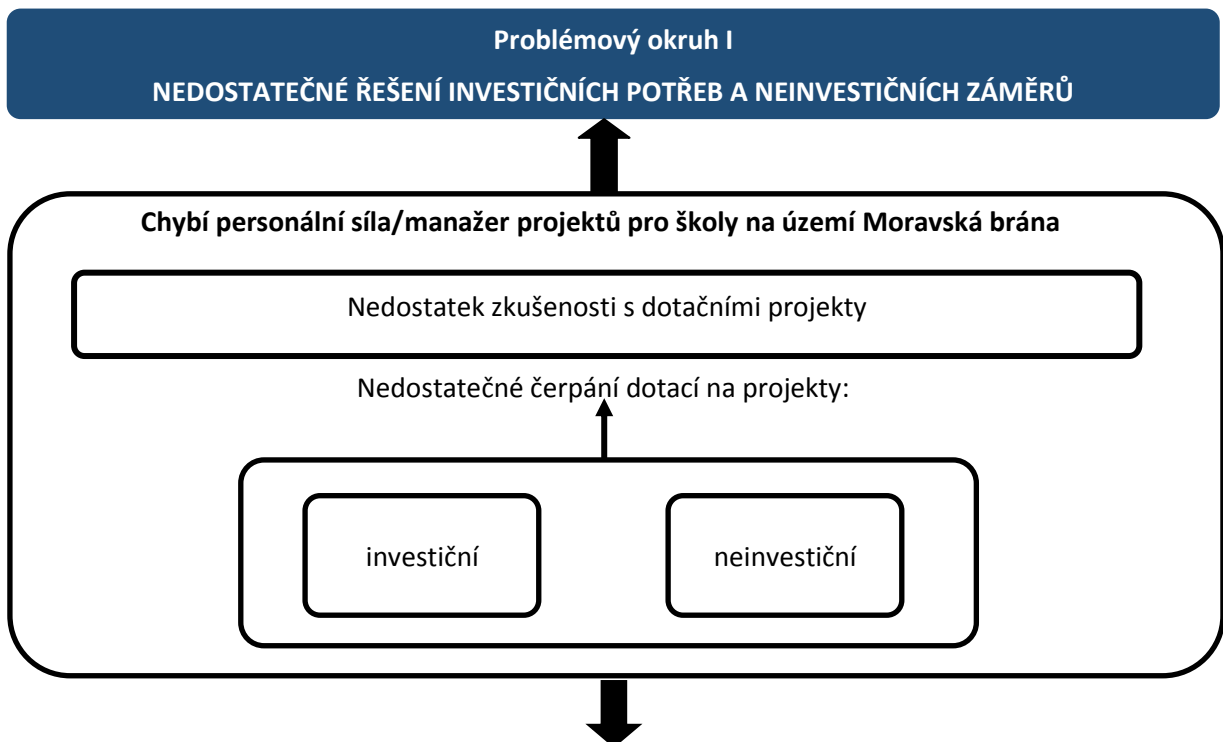 Problémový okruh I
NEDOSTATEČNÉ ŘEŠENÍ INVESTIČNÍCH POTŘEB A NEINVESTIČNÍCH ZÁMĚRŮ
Chybí personální síla/manažer projektů pro školy na území Moravská brána
Nedostatek zkušenosti s dotačními projekty
Nedostatečné čerpání dotací na projekty:
investiční
neinvestiční